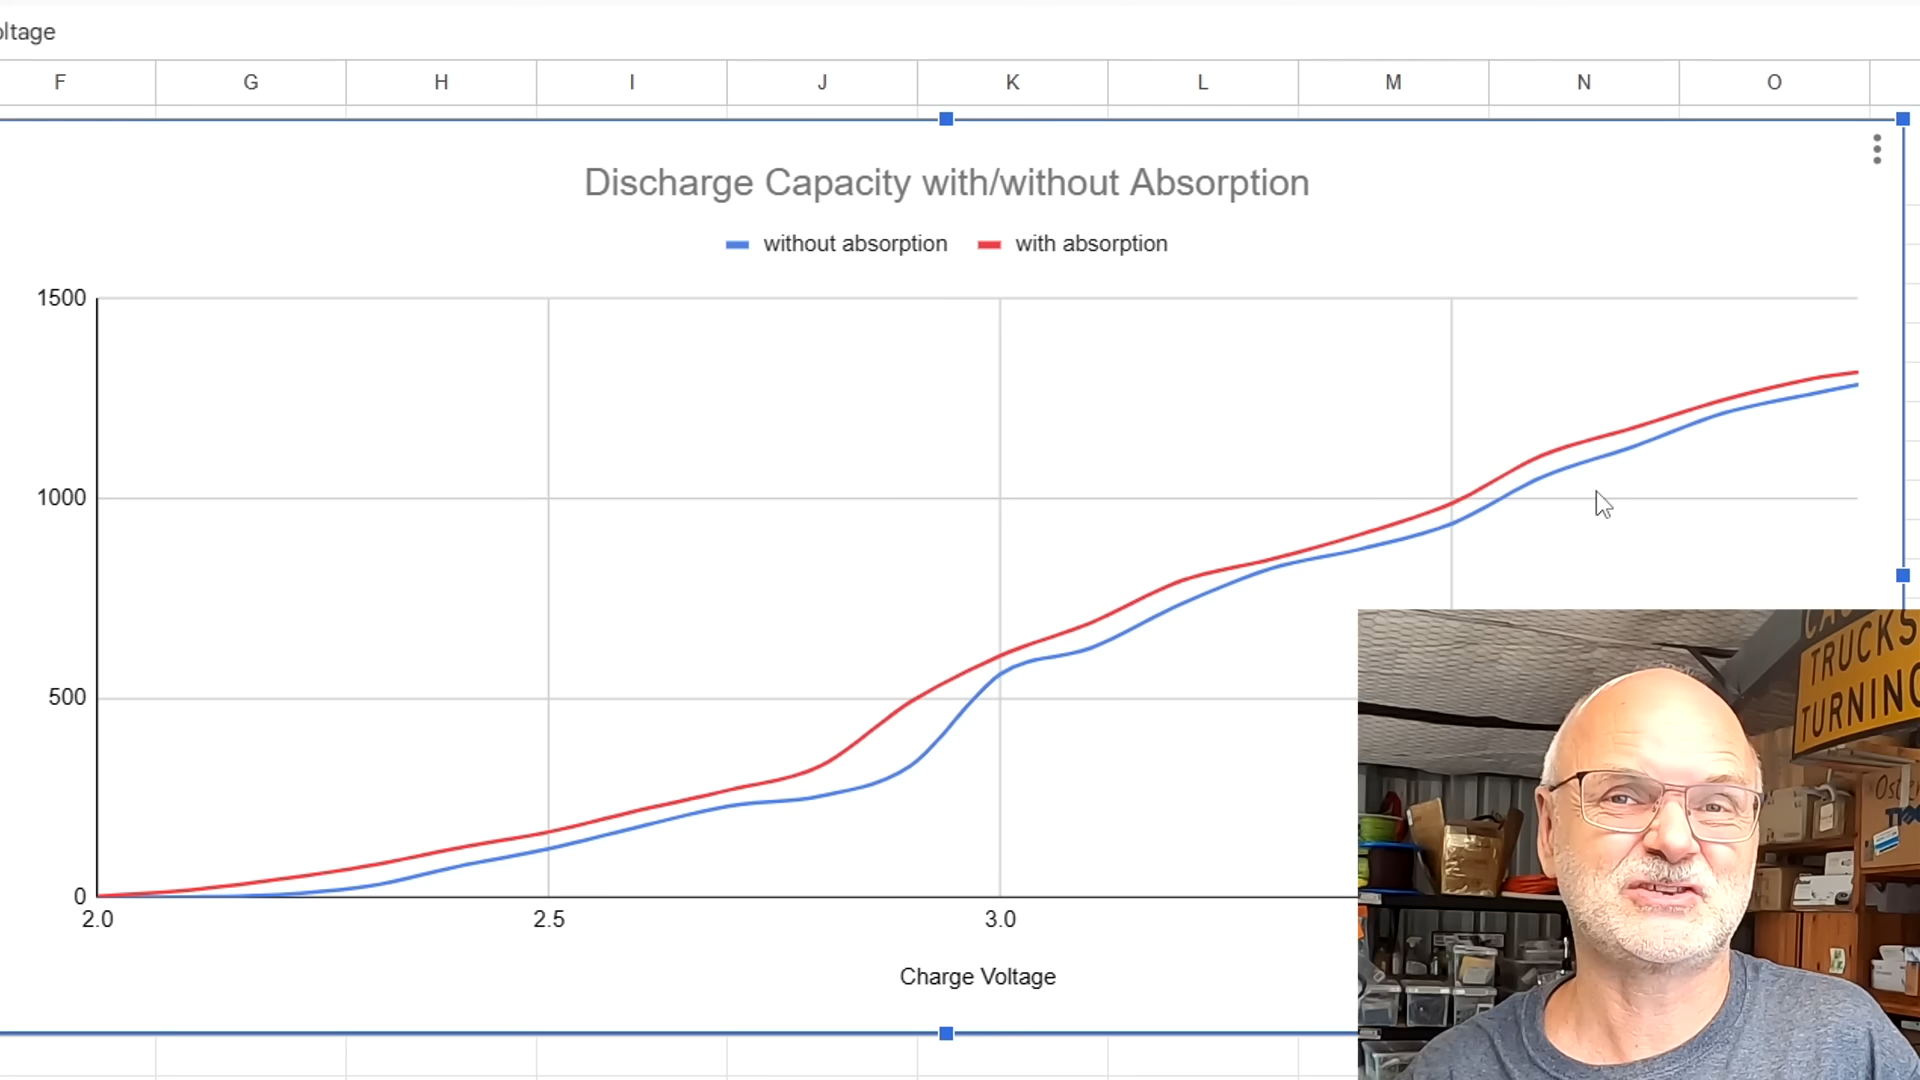 oltage
F G H I J K L M N O
Discharge Capacity with/without Absorption
without absorption with absorption
1500
1000
500
0
2.0 2.5 3.0
Charge Voltage
TRUCKS
TURNING